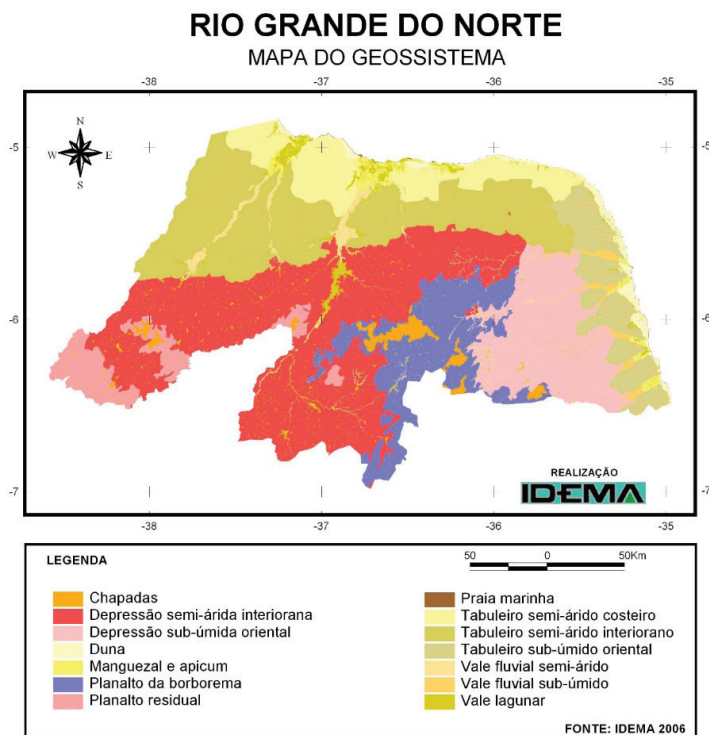 RIO GRANDE DO NORTE
MAPA DO GEOSSISTEMA
-38 -37 -36 -35
N
W E
S
-5 -5
-6 -6
-7 -7
REALIZAÇÃO
IDEMA
-38 -37 -36 -35
LEGENDA
50 0 50Km
Chapadas
Depressão semi-árida interiorana
Depressão sub-úmida oriental
Duna
Manguezal e apicum
Planalto da borborema
Planalto residual
Praia marinha
Tabuleiro semi-árido costeiro
Tabuleiro semi-árido interiorano
Tabuleiro sub-úmido oriental
Vale fluvial semi-árido
Vale fluvial sub-úmido
Vale lagunar
FONTE: IDEMA 2006